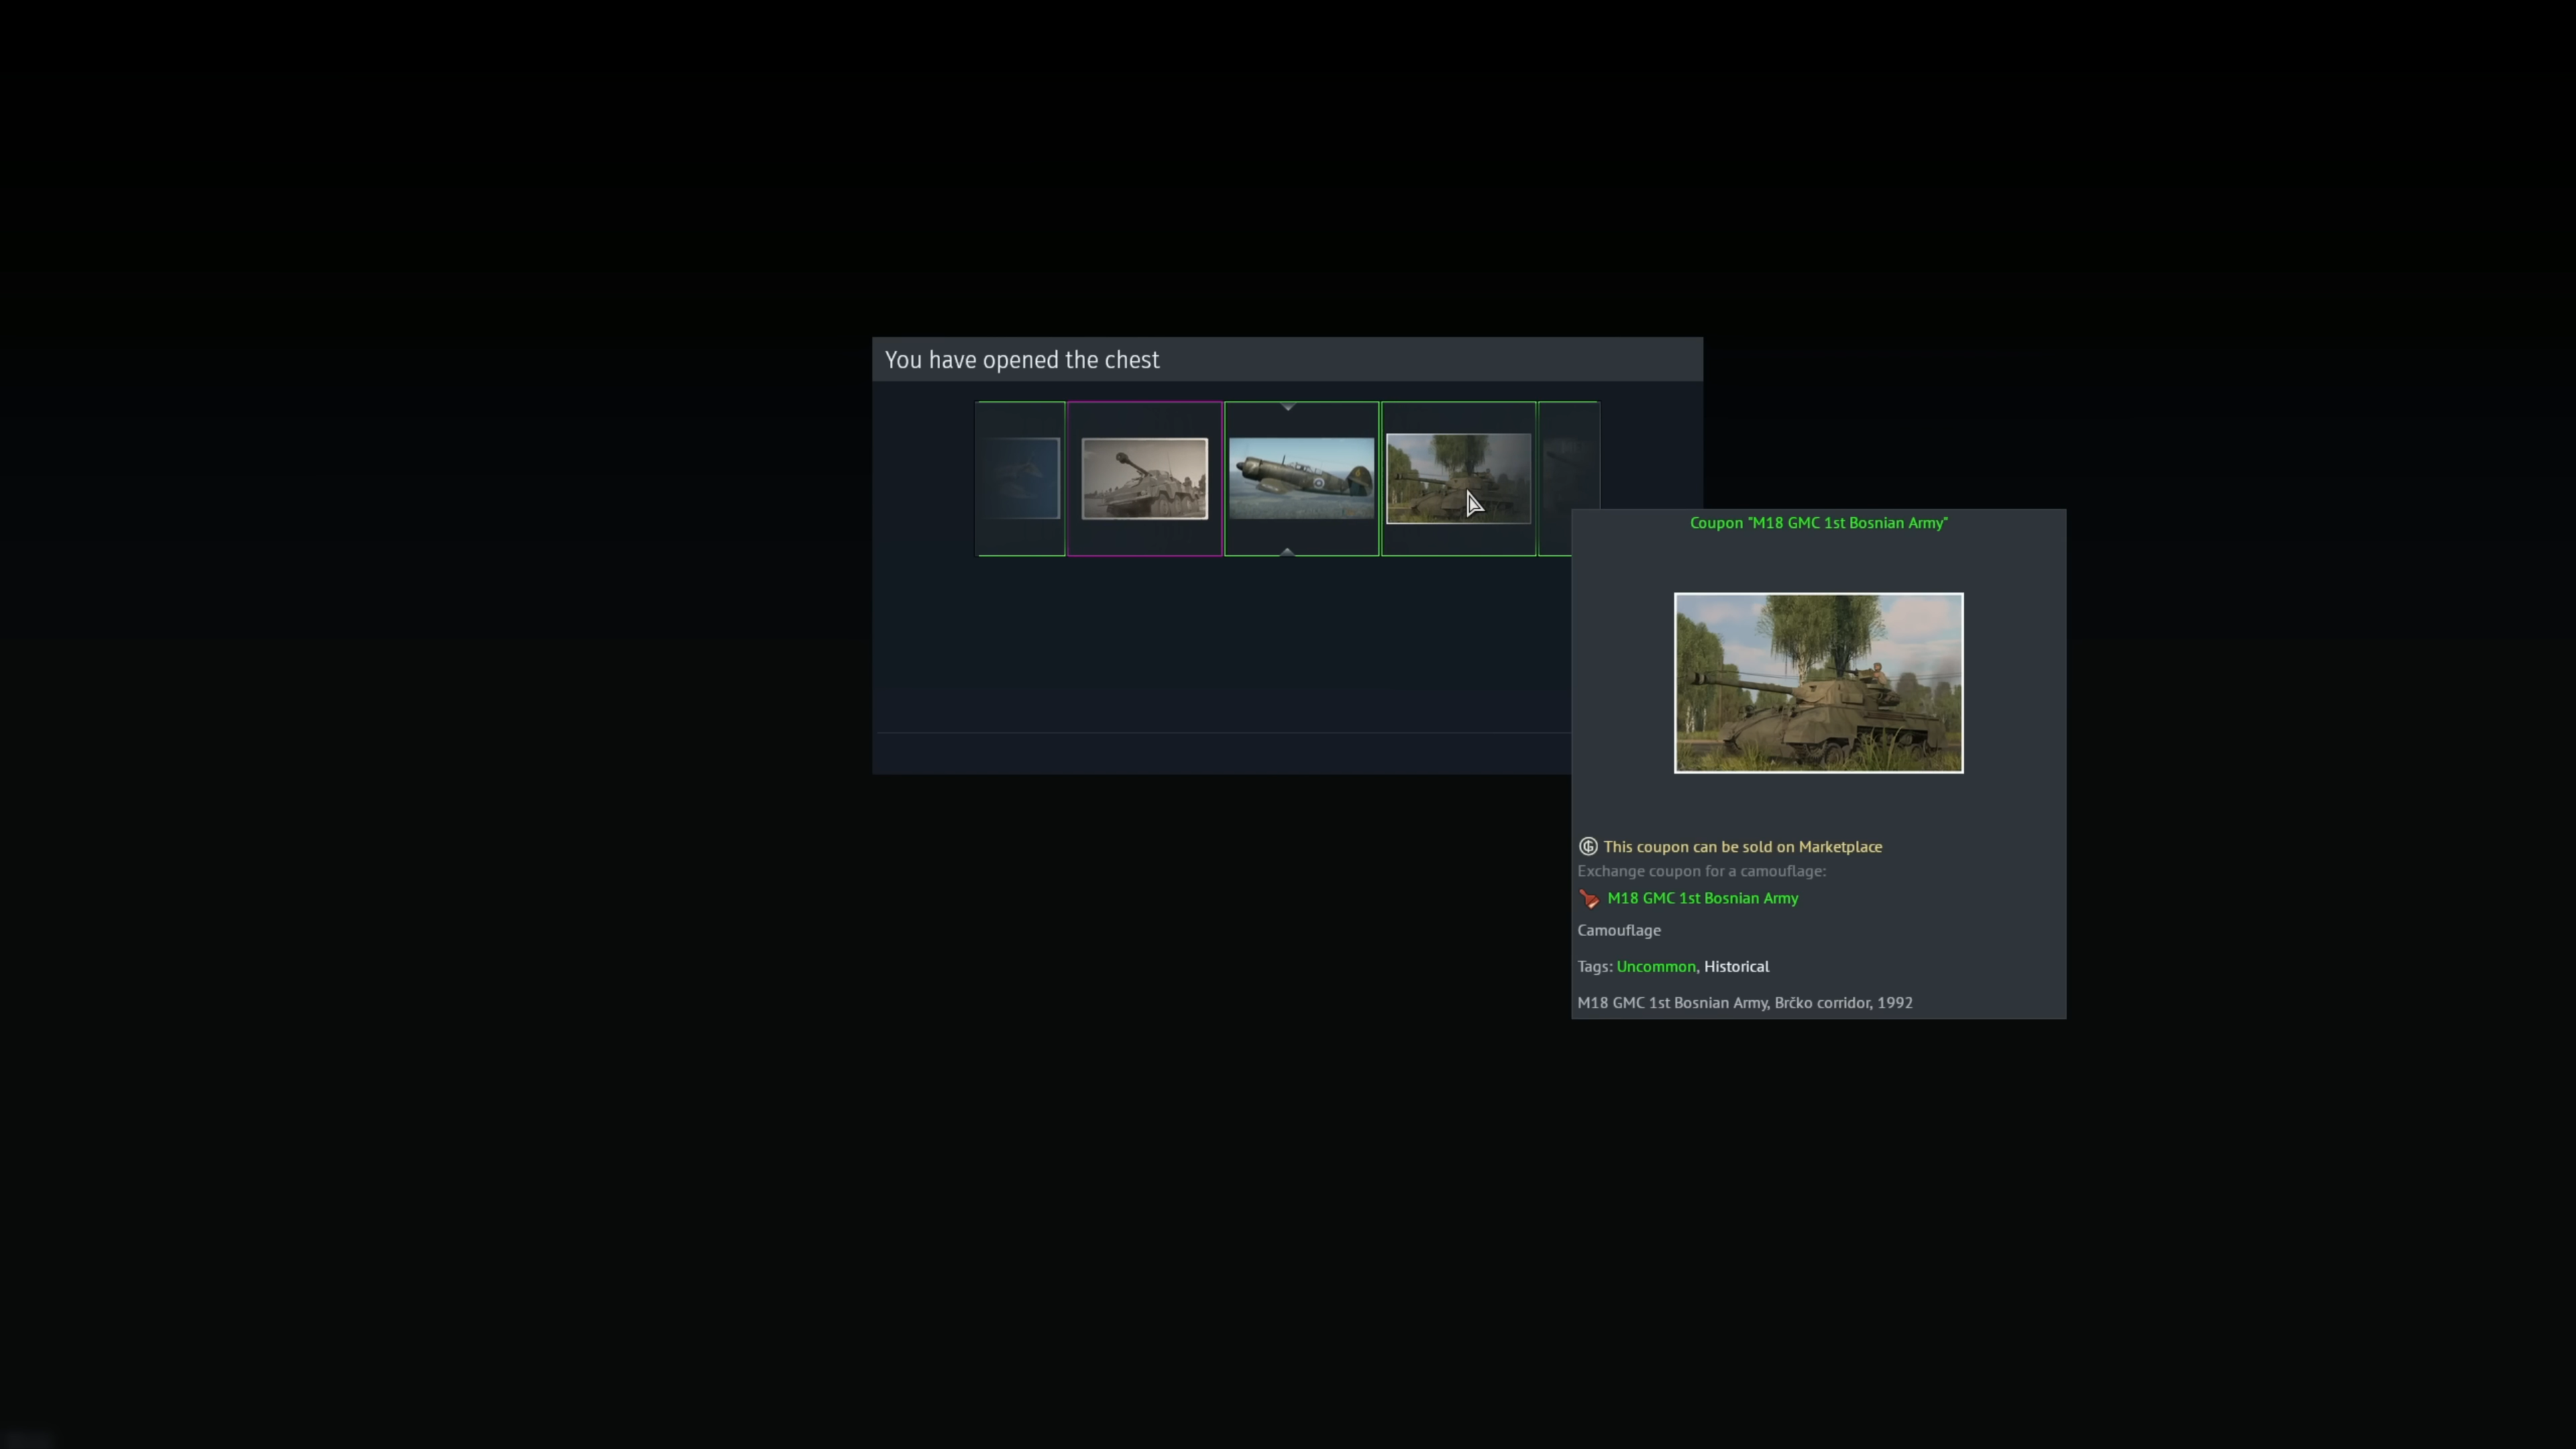 You have opened the chest
Coupon "M18 GMC 1st Bosnian Army"
This coupon can be sold on Marketplace
Exchange coupon for a camouflage:
M18 GMC 1st Bosnian Army
Camouflage
Tags: Uncommon, Historical
M18 GMC 1st Bosnian Army, Brčko corridor, 1992